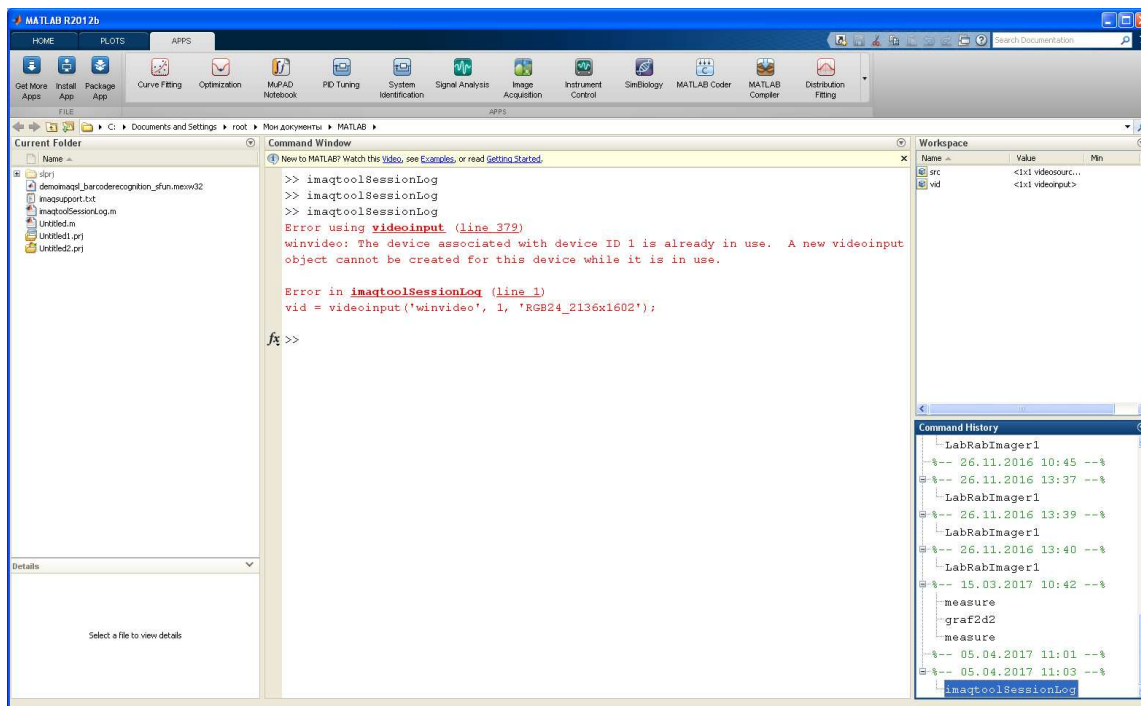 MATLAB R2012b
HOME PLOTS APPS
Search Documentation
Get More Apps
Install App
Package App
Curve Fitting
Optimization
MuPAD Notebook
PID Tuning
System Identification
Signal Analysis
Image Acquisition
Instrument Control
SimBiology
MATLAB Coder
MATLAB Compiler
Distribution Fitting
FILE
APPS
C: Documents and Settings root Мои документы MATLAB
Current Folder
Name
slprj
demoimaqsl_barcoderecognition_sfun.mexw32
imaqsupport.txt
imaqtoolSessionLog.m
Untitled.m
Untitled1.prj
Untitled2.prj
Details
Select a file to view details
Command Window
New to MATLAB? Watch this Video, see Examples, or read Getting Started.
>> imaqtoolSessionLog
>> imaqtoolSessionLog
>> imaqtoolSessionLog
Error using videoinput (line 379)
winvideo: The device associated with device ID 1 is already in use.  A new videoinput
object cannot be created for this device while it is in use.
Error in imaqtoolSessionLog (line 1)
vid = videoinput('winvideo', 1, 'RGB24_2136x1602');
fx >>
Workspace
Name Value Min
src <1x1 videosourc...
vid <1x1 videoinput>
Command History
LabRabImager1
%-- 26.11.2016 10:45 --%
%-- 26.11.2016 13:37 --%
LabRabImager1
%-- 26.11.2016 13:39 --%
LabRabImager1
%-- 26.11.2016 13:40 --%
LabRabImager1
%-- 15.03.2017 10:42 --%
measure
graf2d2
measure
%-- 05.04.2017 11:01 --%
%-- 05.04.2017 11:03 --%
imaqtoolSessionLog